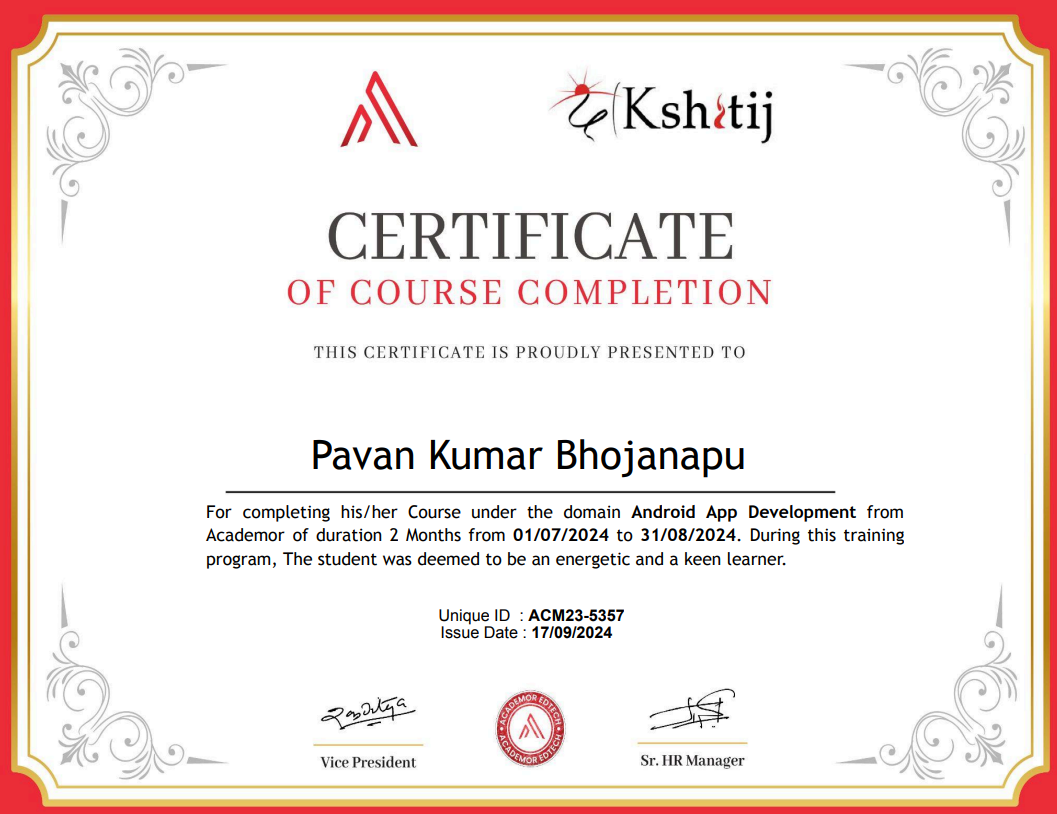 Kshitij
CERTIFICATE
OF COURSE COMPLETION
THIS CERTIFICATE IS PROUDLY PRESENTED TO
Pavan Kumar Bhojanapu
For completing his/her Course under the domain Android App Development from
Academor of duration 2 Months from 01/07/2024 to 31/08/2024. During this training
program, The student was deemed to be an energetic and a keen learner.
Unique ID : ACM23-5357
Issue Date : 17/09/2024
ACADEMOR EDTECH
ACADEMOR EDTECH
Vice President
Sr. HR Manager